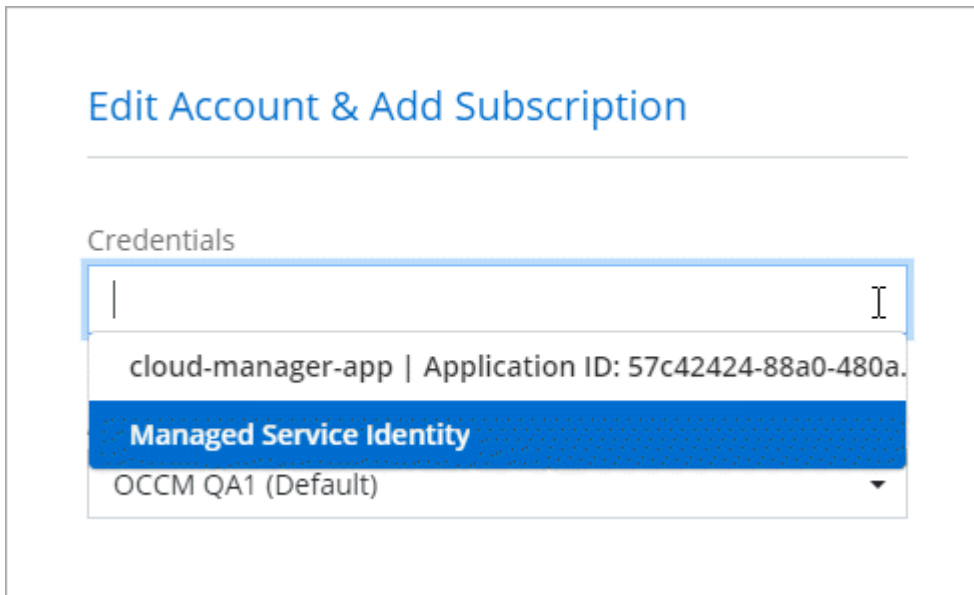 Edit Account & Add Subscription
Credentials
cloud-manager-app | Application ID: 57c42424-88a0-480a.
Managed Service Identity
OCCM QA1 (Default)